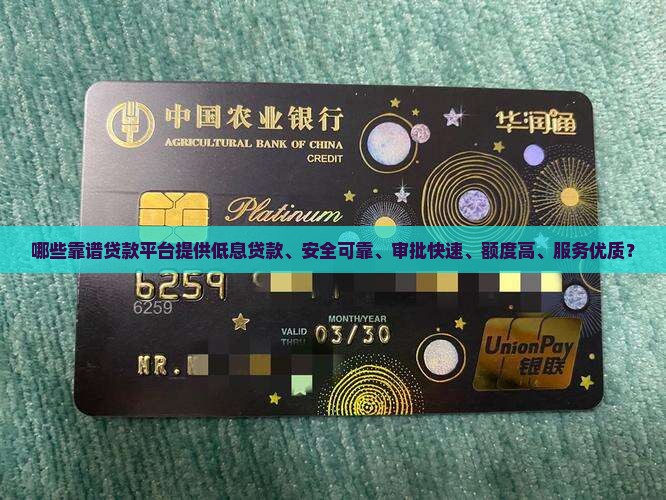 中国农业银行
AGRICULTURAL BANK OF CHINA
CREDIT
华润通
Platinum
哪些靠谱贷款平台提供低息贷款、安全可靠、审批快速、额度高、服务优质？
6259
6259
MONTH/YEAR
VALID THRU 03/30
MR.
UnionPay
银联